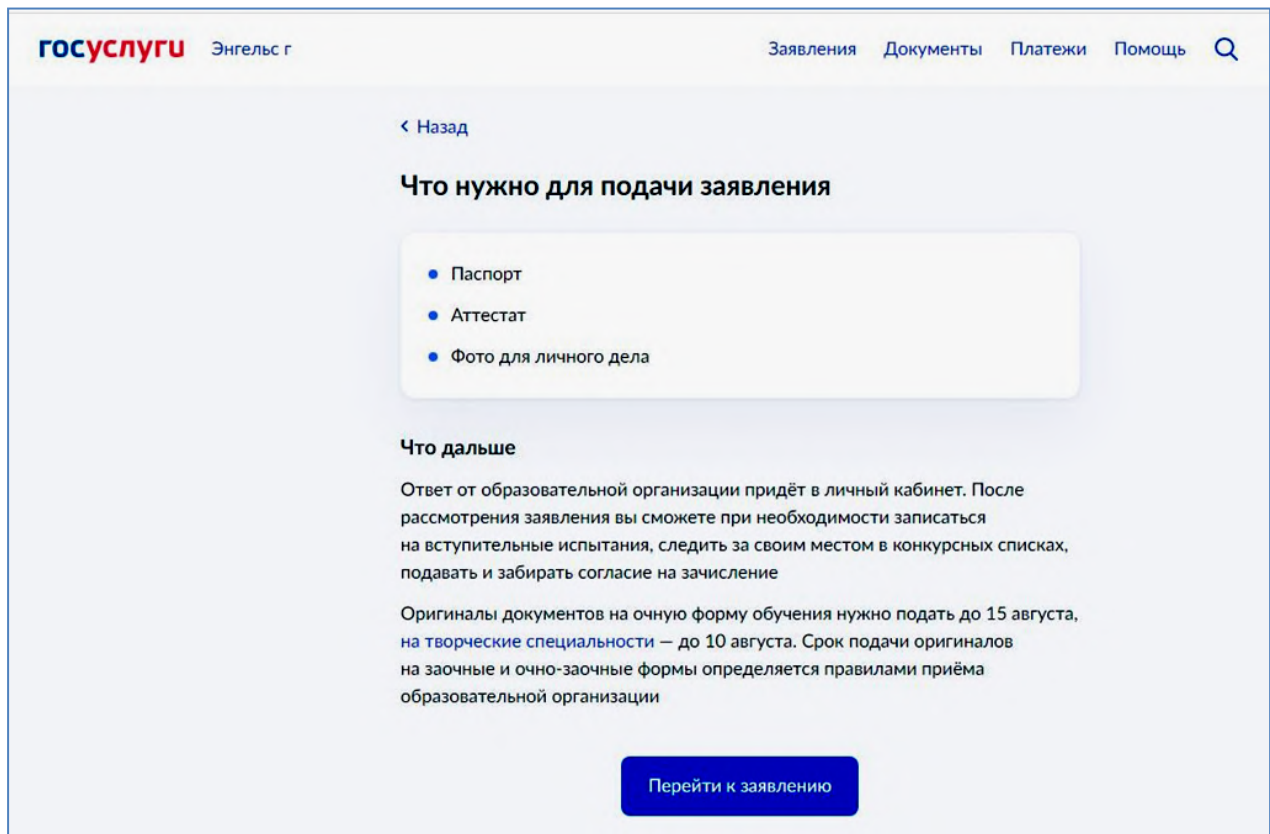 госуслуги Энгельс г Заявления Документы Платежи Помощь
Назад
Что нужно для подачи заявления
Паспорт
Аттестат
Фото для личного дела
Что дальше
Ответ от образовательной организации придёт в личный кабинет. После
рассмотрения заявления вы сможете при необходимости записаться
на вступительные испытания, следить за своим местом в конкурсных списках,
подавать и забирать согласие на зачисление
Оригиналы документов на очную форму обучения нужно подать до 15 августа,
на творческие специальности — до 10 августа. Срок подачи оригиналов
на заочные и очно-заочные формы определяется правилами приёма
образовательной организации
Перейти к заявлению